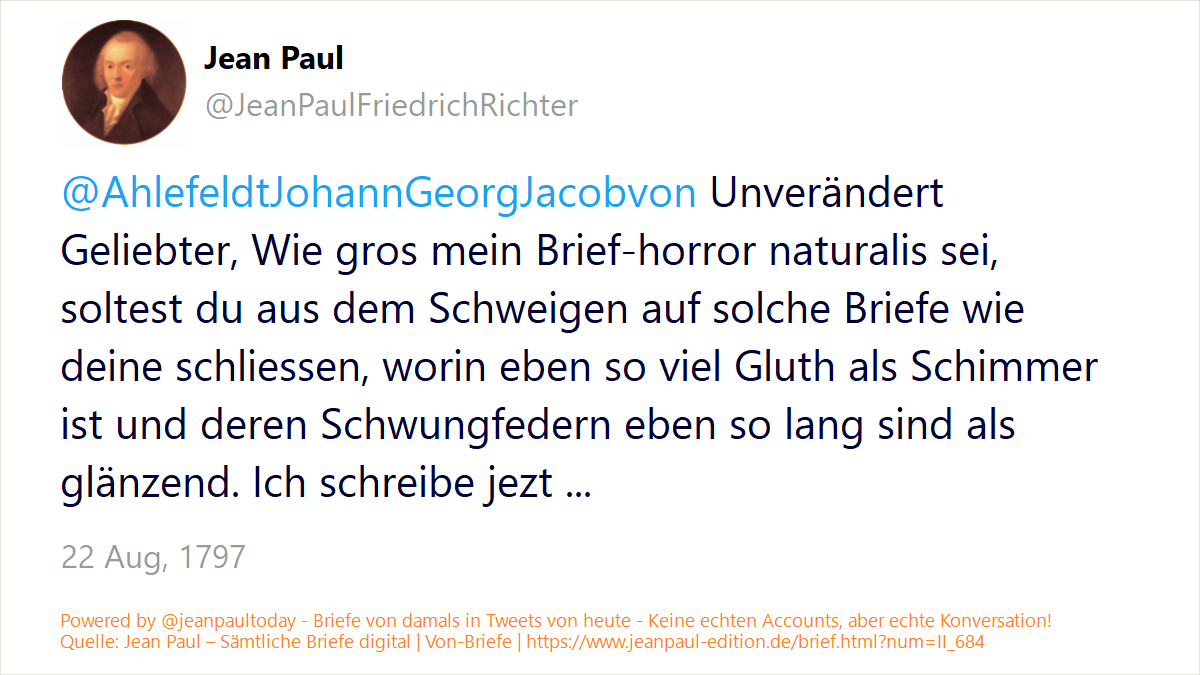 Jean Paul
@JeanPaulFriedrichRichter
@AhlefeldtJohannGeorgJacobvon Unverändert
Geliebter, Wie gros mein Brief-horror naturalis sei,
soltest du aus dem Schweigen auf solche Briefe wie
deine schliessen, worin eben so viel Gluth als Schimmer
ist und deren Schwungfedern eben so lang sind als
glänzend. Ich schreibe jezt ...
22 Aug, 1797
Powered by @jeanpaultoday - Briefe von damals in Tweets von heute - Keine echten Accounts, aber echte Konversation!
Quelle: Jean Paul – Sämtliche Briefe digital | Von-Briefe | https://www.jeanpaul-edition.de/brief.html?num=II_684